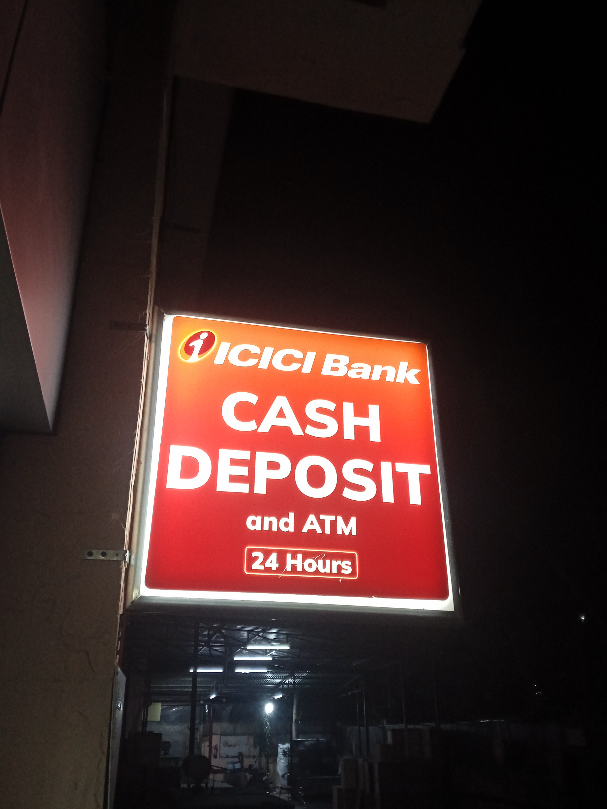 i ICICI Bank
CASH
DEPOSIT
and ATM
24 Hours